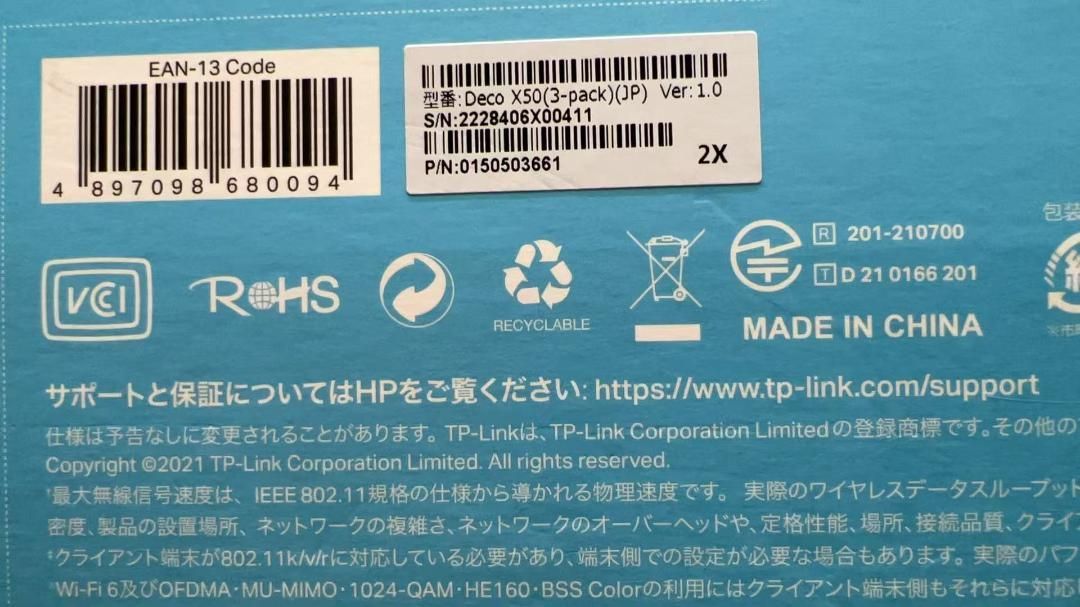 EAN-13 Code
4 897098 680094
型番:Deco X50(3-pack)(JP) Ver:1.0
S/N:2228406X00411
P/N:0150503661
2X
包装
VCI
RoHS
RECYCLABLE
R 201-210700
T D 21 0166 201
MADE IN CHINA
紙
※市
サポートと保証についてはHPをご覧ください: https://www.tp-link.com/support
仕様は予告なしに変更されることがあります。TP-Linkは、TP-Link Corporation Limitedの登録商標です。その他の
Copyright ©2021 TP-Link Corporation Limited. All rights reserved.
†最大無線信号速度は、IEEE 802.11規格の仕様から導かれる物理速度です。 実際のワイヤレスデータスループット
密度、製品の設置場所、ネットワークの複雑さ、ネットワークのオーバーヘッドや、定格性能、場所、接続品質、クライ
‡クライアント端末が802.11k/v/rに対応している必要があり、端末側での設定が必要な場合もあります。実際のパフ
Wi-Fi 6及びOFDMA·MU-MIMO·1024-QAM·HE160·BSS Colorの利用にはクライアント端末側もそれらに対応